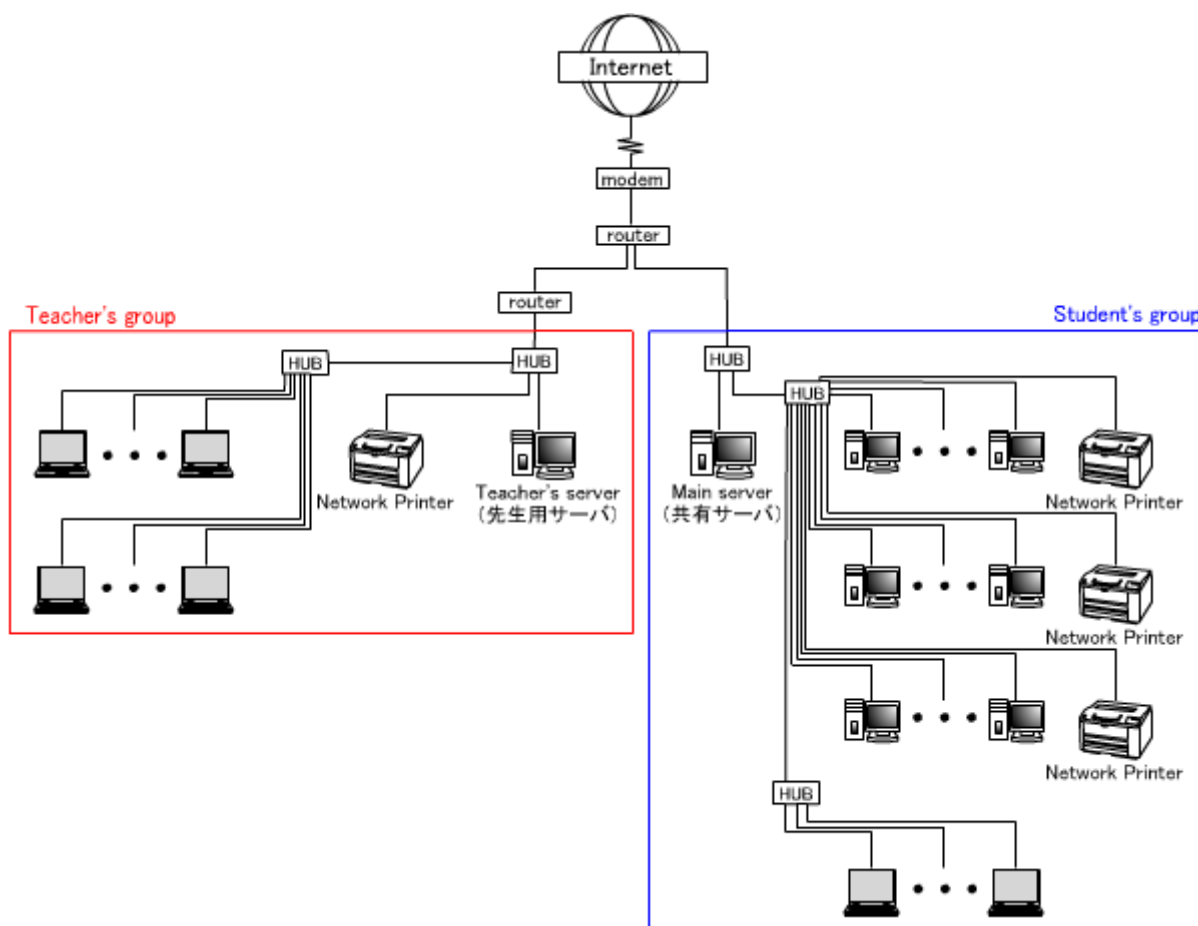 Internet
modem
router
router
Teacher's group
Student's group
HUB
HUB
HUB
HUB
Network Printer
Teacher's server
(先生用サーバ)
Main server
(共有サーバ)
Network Printer
Network Printer
Network Printer
HUB